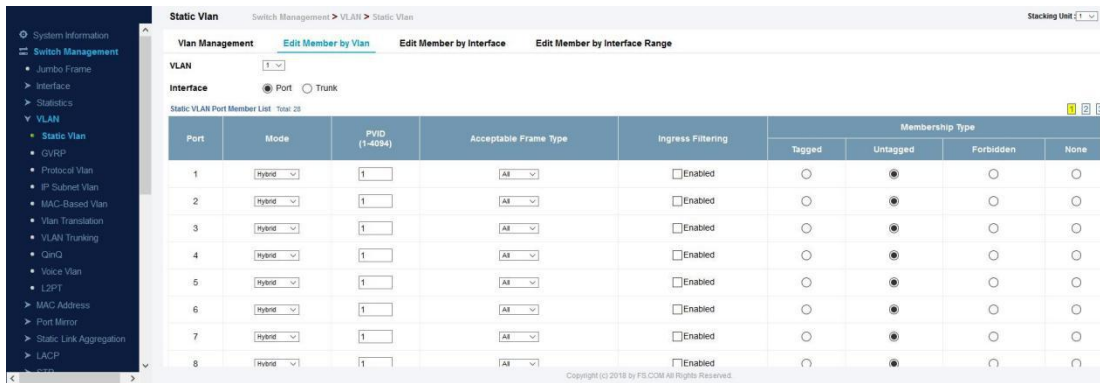 Static Vlan
Switch Management > VLAN > Static Vlan
Stacking Unit: 1
System Information
Switch Management
Jumbo Frame
Interface
Statistics
VLAN
Static Vlan
GVRP
Protocol Vlan
IP Subnet Vlan
MAC-Based Vlan
Vlan Translation
VLAN Trunking
QinQ
Voice Vlan
L2PT
MAC Address
Port Mirror
Static Link Aggregation
LACP
Vlan Management Edit Member by Vlan Edit Member by Interface Edit Member by Interface Range
VLAN 1
Interface Port Trunk
Static VLAN Port Member List Total: 28
1 2
Port Mode PVID (1-4094) Acceptable Frame Type Ingress Filtering Membership Type
Tagged Untagged Forbidden None
1 Hybrid 1 All Enabled
2 Hybrid 1 All Enabled
3 Hybrid 1 All Enabled
4 Hybrid 1 All Enabled
5 Hybrid 1 All Enabled
6 Hybrid 1 All Enabled
7 Hybrid 1 All Enabled
8 Hybrid 1 All Enabled
Copyright (c) 2018 by FS.COM All Rights Reserved.